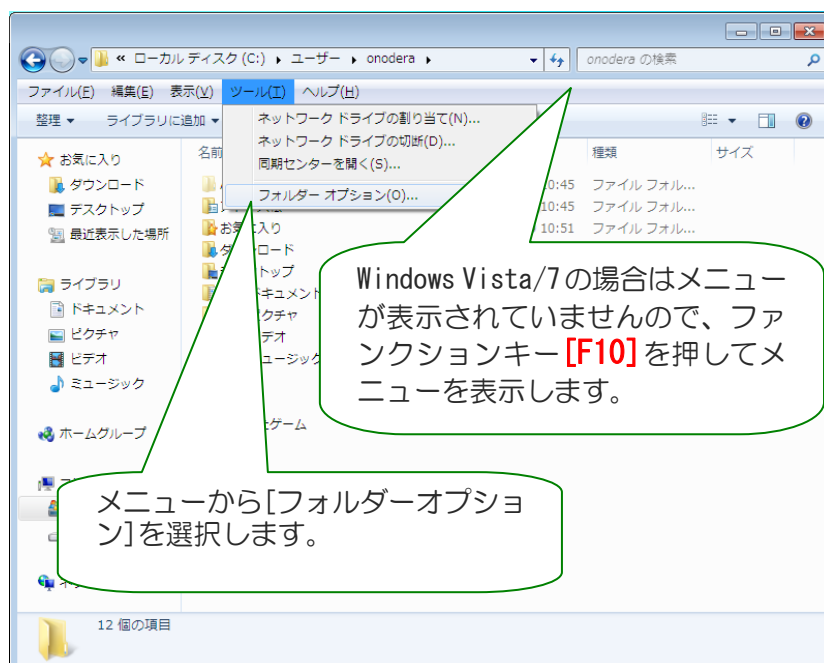 « ローカル ディスク (C:) ▸ ユーザー ▸ onodera ▸
onodera の検索
ファイル(F) 編集(E) 表示(V) ツール(T) ヘルプ(H)
整理 ▼ ライブラリに追加 ▼
ネットワーク ドライブの割り当て(N)...
ネットワーク ドライブの切断(D)...
同期センターを開く(S)...
フォルダー オプション(O)...
名前 種類 サイズ
10:45 ファイル フォル...
10:45 ファイル フォル...
お気に入り 10:51 ファイル フォル...
お気に入り
ダウンロード
デスクトップ
最近表示した場所
ライブラリ
ドキュメント
ピクチャ
ビデオ
ミュージック
ホームグループ
Windows Vista/7の場合はメニュー
が表示されていませんので、ファ
ンクションキー[F10]を押してメ
ニューを表示します。
メニューから[フォルダーオプショ
ン]を選択します。
12 個の項目